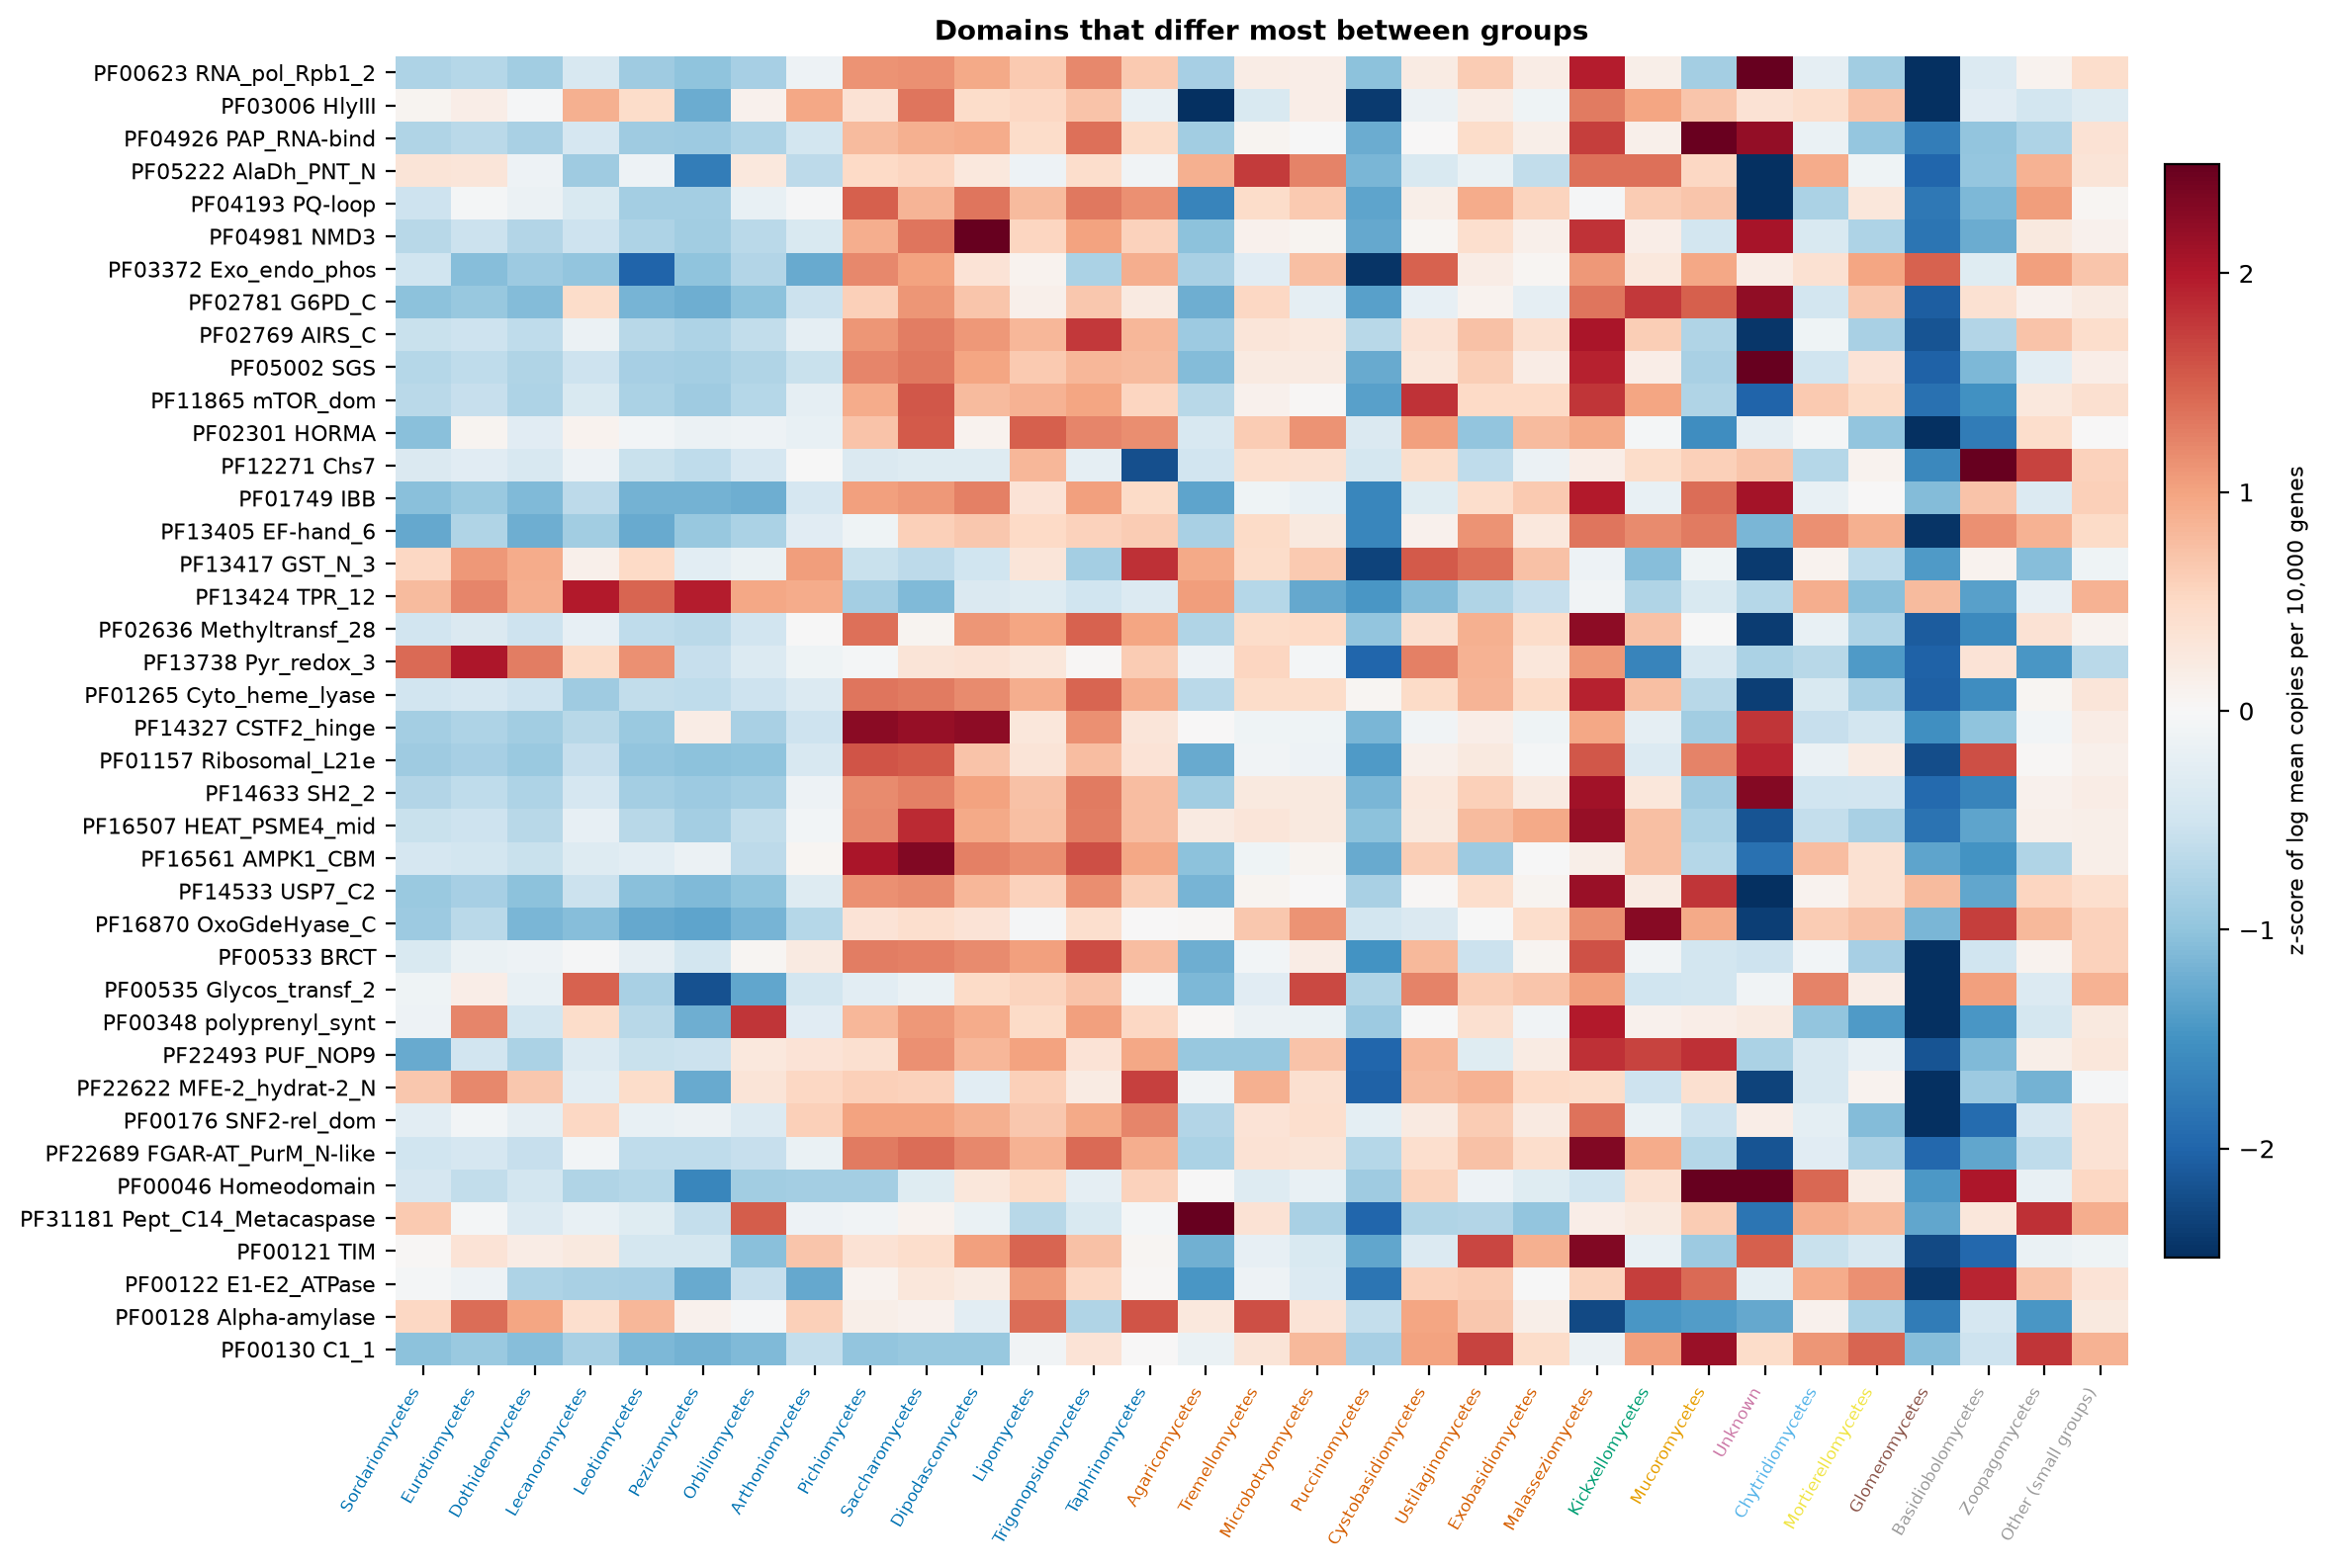 Domains that differ most between groups
PF00623 RNA_pol_Rpb1_2
PF03006 HlyIII
PF04926 PAP_RNA-bind
PF05222 AlaDh_PNT_N
PF04193 PQ-loop
PF04981 NMD3
PF03372 Exo_endo_phos
PF02781 G6PD_C
PF02769 AIRS_C
PF05002 SGS
PF11865 mTOR_dom
PF02301 HORMA
PF12271 Chs7
PF01749 IBB
PF13405 EF-hand_6
PF13417 GST_N_3
PF13424 TPR_12
PF02636 Methyltransf_28
PF13738 Pyr_redox_3
PF01265 Cyto_heme_lyase
PF14327 CSTF2_hinge
PF01157 Ribosomal_L21e
PF14633 SH2_2
PF16507 HEAT_PSME4_mid
PF16561 AMPK1_CBM
PF14533 USP7_C2
PF16870 OxoGdeHyase_C
PF00533 BRCT
PF00535 Glycos_transf_2
PF00348 polyprenyl_synt
PF22493 PUF_NOP9
PF22622 MFE-2_hydrat-2_N
PF00176 SNF2-rel_dom
PF22689 FGAR-AT_PurM_N-like
PF00046 Homeodomain
PF31181 Pept_C14_Metacaspase
PF00121 TIM
PF00122 E1-E2_ATPase
PF00128 Alpha-amylase
PF00130 C1_1
Sordariomycetes
Eurotiomycetes
Dothideomycetes
Lecanoromycetes
Leotiomycetes
Pezizomycetes
Orbiliomycetes
Arthoniomycetes
Pichiomycetes
Saccharomycetes
Dipodascomycetes
Lipomycetes
Trigonopsidomycetes
Taphrinomycetes
Agaricomycetes
Tremellomycetes
Microbotryomycetes
Pucciniomycetes
Cystobasidiomycetes
Ustilaginomycetes
Exobasidiomycetes
Malasseziomycetes
Kickxellomycetes
Mucoromycetes
Unknown
Chytridiomycetes
Mortierellomycetes
Glomeromycetes
Basidiobolomycetes
Zoopagomycetes
Other (small groups)
2
1
0
−1
−2
z-score of log mean copies per 10,000 genes